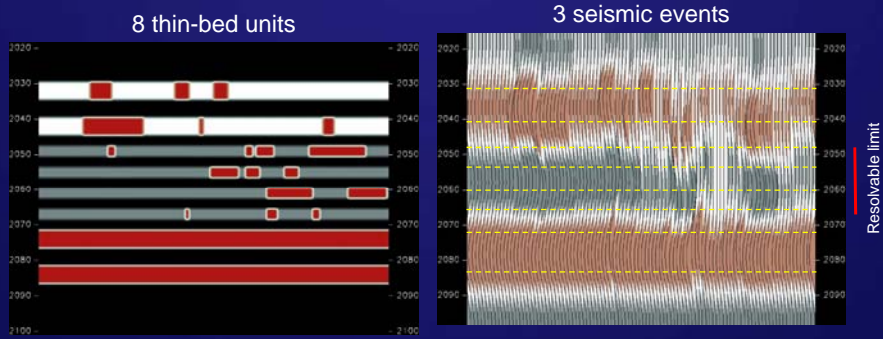 8 thin-bed units
3 seismic events
2020 - - 2020
2030 - - 2030
2040 - - 2040
2050 - - 2050
2060 - - 2060
2070 - - 2070
2080 - - 2080
2090 - - 2090
2100 - - 2100
2020 - - 2020
2030 - - 2030
2040 - - 2040
2050 - - 2050
2060 - - 2060
2070 - - 2070
2080 - - 2080
2090 - - 2090
Resolvable limit